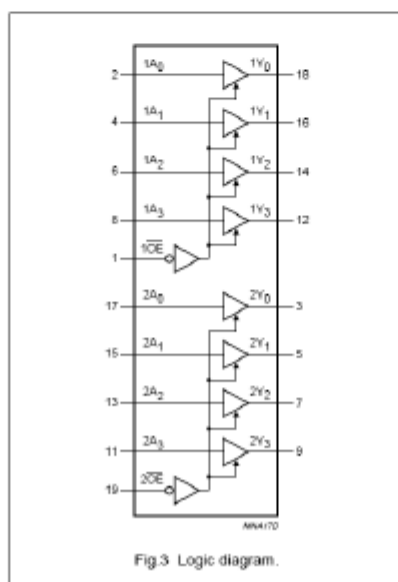 2 1A0 1Y0 18
4 1A1 1Y1 16
6 1A2 1Y2 14
8 1A3 1Y3 12
1 1OE
17 2A0 2Y0 3
15 2A1 2Y1 5
13 2A2 2Y2 7
11 2A3 2Y3 9
19 2OE
MNA170
Fig.3 Logic diagram.